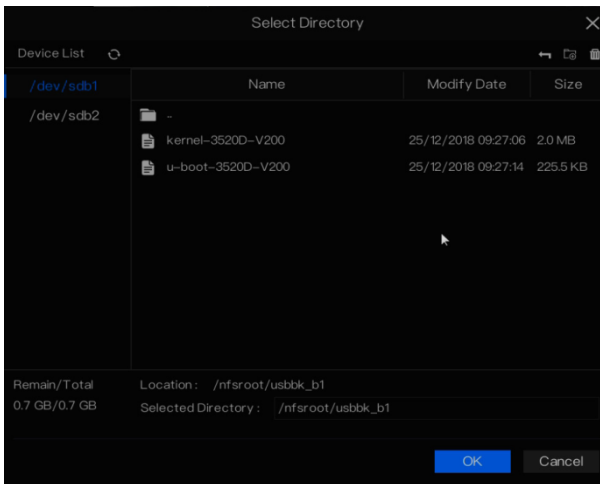 Select Directory
Device List
/dev/sdb1
/dev/sdb2
Name Modify Date Size
-
kernel-3520D-V200 25/12/2018 09:27:06 2.0 MB
u-boot-3520D-V200 25/12/2018 09:27:14 225.5 KB
Remain/Total
0.7 GB/0.7 GB
Location: /nfsroot/usbbk_b1
Selected Directory: /nfsroot/usbbk_b1
OK Cancel